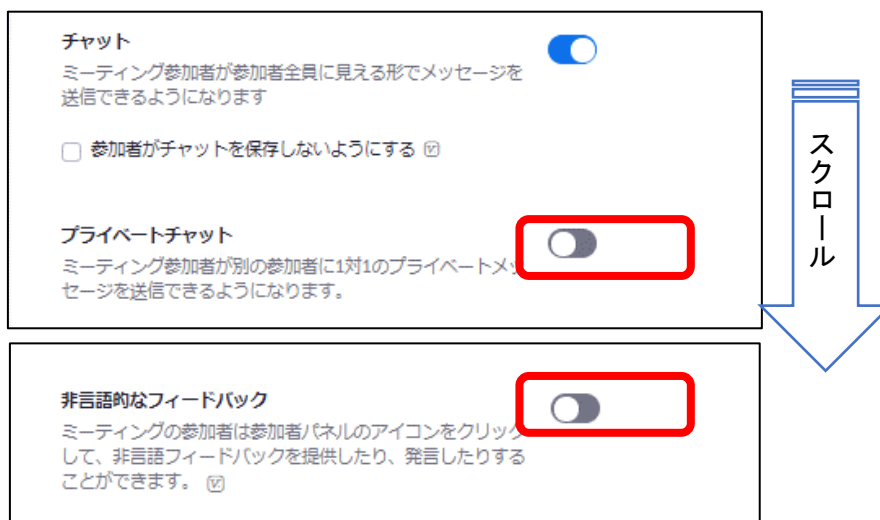 チャット
ミーティング参加者が参加者全員に見える形でメッセージを
送信できるようになります
参加者がチャットを保存しないようにする
プライベートチャット
ミーティング参加者が別の参加者に1対1のプライベートメッ
セージを送信できるようになります。
スクロール
非言語的なフィードバック
ミーティングの参加者は参加者パネルのアイコンをクリック
して、非言語フィードバックを提供したり、発言したりする
ことができます。